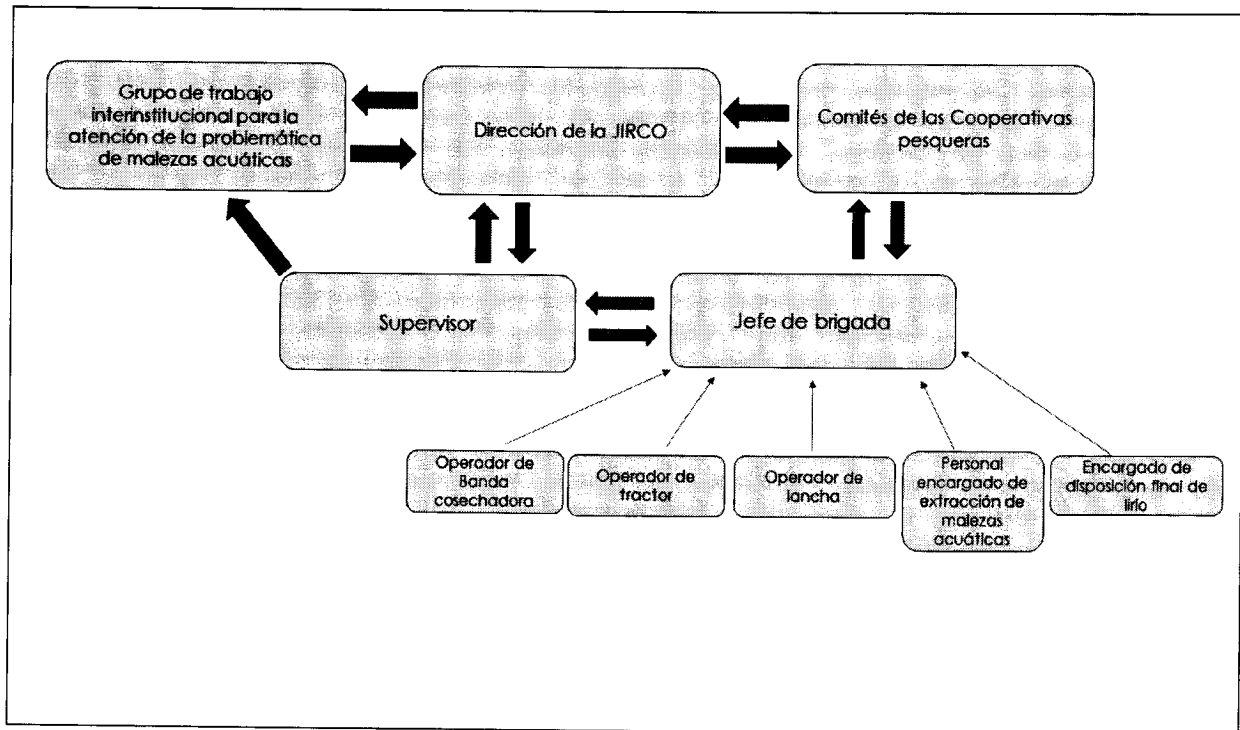 Grupo de trabajo
interinstitucional para la
atención de la problemática
de malezas acuáticas
Dirección de la JIRCO
Comités de las Cooperativas
pesqueras
Supervisor
Jefe de brigada
Operador de
Banda
cosechadora
Operador de
tractor
Operador de
lancha
Personal
encargado de
extracción de
malezas
acuáticas
Encargado de
disposición final de
lirio